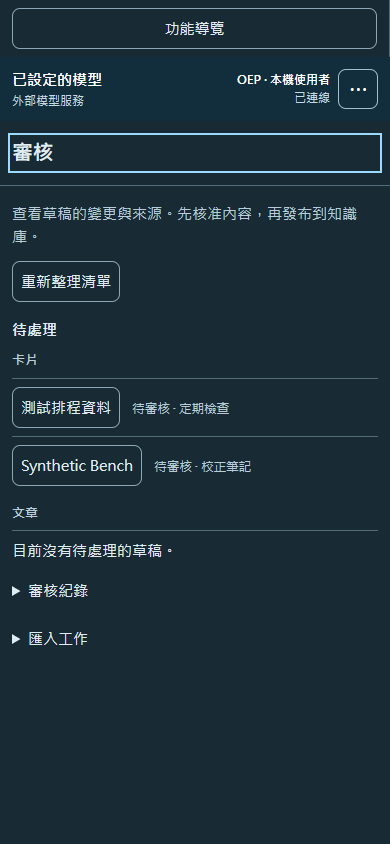 功能導覽
已設定的模型
外部模型服務
OEP · 本機使用者
已連線
···
審核
查看草稿的變更與來源。先核准內容，再發布到知識
庫。
重新整理清單
待處理
卡片
測試排程資料 待審核 · 定期檢查
Synthetic Bench 待審核 · 校正筆記
文章
目前沒有待處理的草稿。
▶ 審核紀錄
▶ 匯入工作